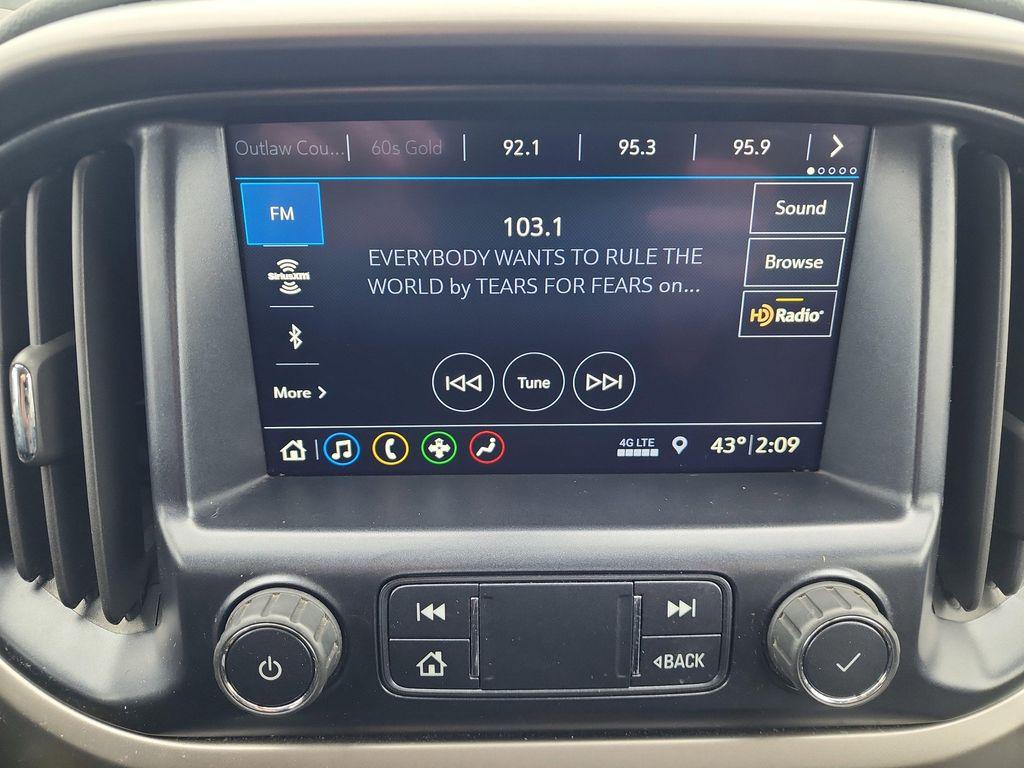 Outlaw Cou... 60s Gold 92.1 95.3 95.9
FM
SiriusXM
More
103.1
EVERYBODY WANTS TO RULE THE
WORLD by TEARS FOR FEARS on...
Tune
Sound
Browse
HD Radio
4G LTE 43° 2:09
BACK